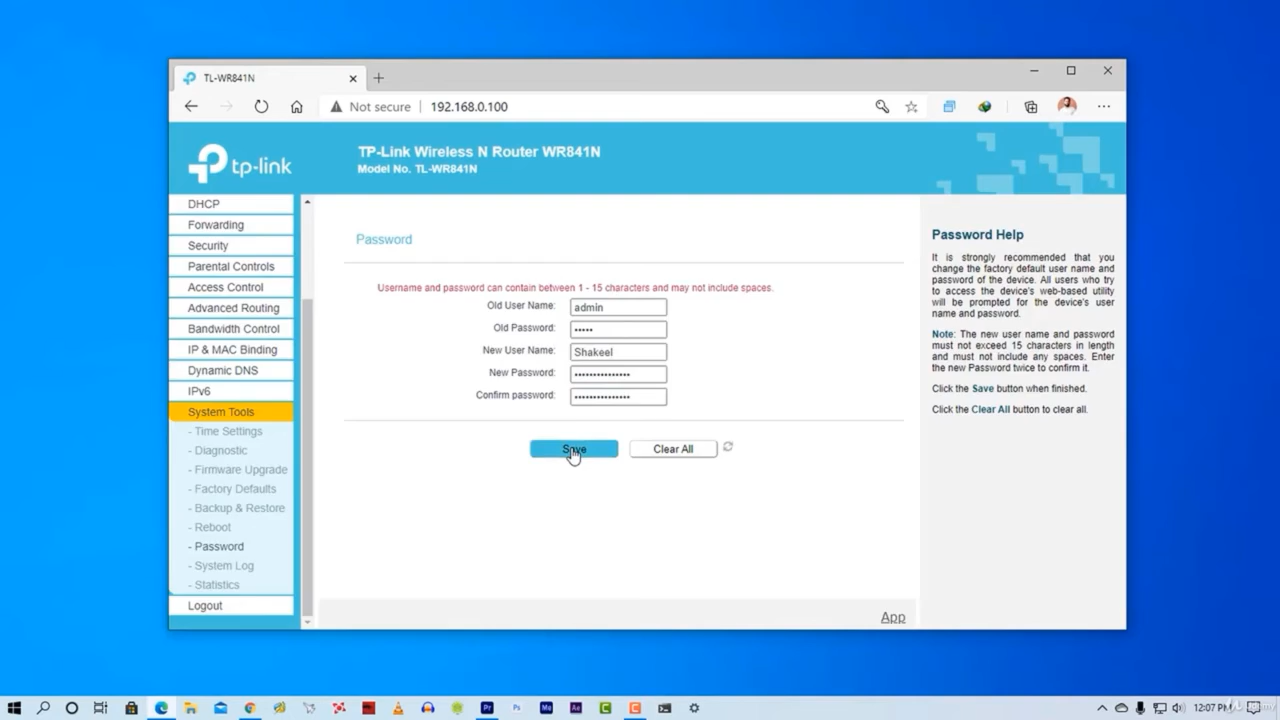 TL-WR841N
Not secure
192.168.0.100
tp-link
TP-Link Wireless N Router WR841N
Model No. TL-WR841N
DHCP
Forwarding
Security
Parental Controls
Access Control
Advanced Routing
Bandwidth Control
IP & MAC Binding
Dynamic DNS
IPv6
System Tools
- Time Settings
- Diagnostic
- Firmware Upgrade
- Factory Defaults
- Backup & Restore
- Reboot
- Password
- System Log
- Statistics
Logout
Password
Username and password can contain between 1 - 15 characters and may not include spaces.
Old User Name: admin
Old Password: •••••
New User Name: Shakeel
New Password: •••••••••••••••
Confirm password: •••••••••••••••
Save
Clear All
App
Password Help
It is strongly recommended that you
change the factory default user name and
password of the device. All users who try
to access the device's web-based utility
will be prompted for the device's user
name and password.
Note: The new user name and password
must not exceed 15 characters in length
and must not include any spaces. Enter
the new Password twice to confirm it.
Click the Save button when finished.
Click the Clear All button to clear all.
Pr
Ps
Me
Ae
C
C
12:07 PM